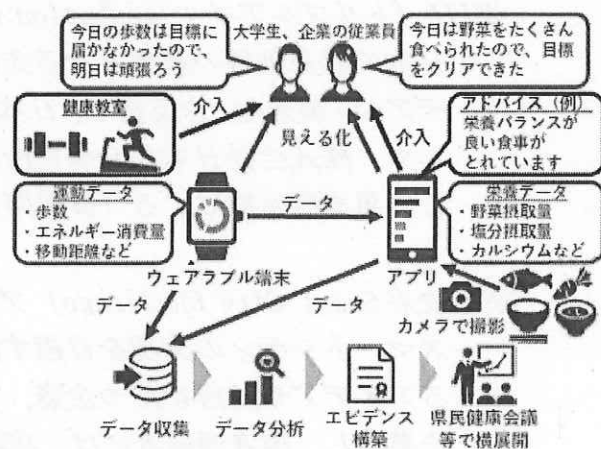 今日の歩数は目標に
届かなかったので、
明日は頑張ろう
大学生、企業の従業員
今日は野菜をたくさん
食べられたので、目標
をクリアできた
健康教室
介入
見える化
介入
アドバイス（例）
栄養バランスが
良い食事が
とれています
運動データ
・歩数
・エネルギー消費量
・移動距離など
データ
栄養データ
・野菜摂取量
・塩分摂取量
・カルシウムなど
ウェアラブル端末
アプリ
データ
データ
カメラで撮影
データ収集
データ分析
エビデンス
構築
県民健康会議
等で横展開